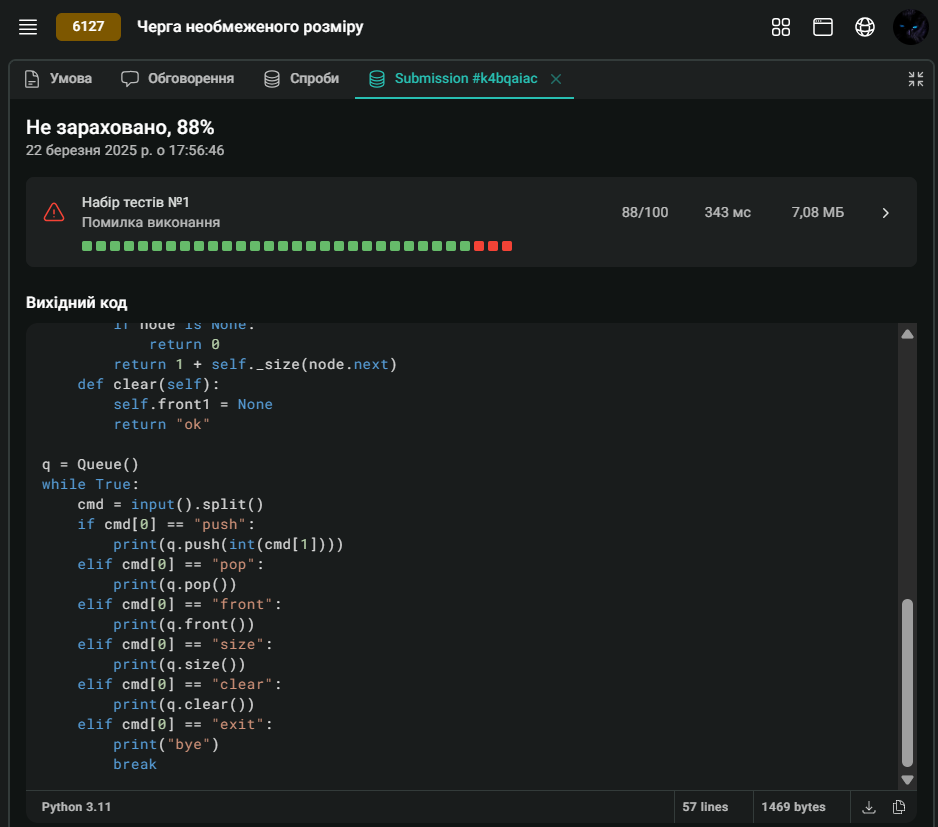 6127
Черга необмеженого розміру
Умова
Обговорення
Спроби
Submission #k4bqaiac
Не зараховано, 88%
22 березня 2025 р. о 17:56:46
Набір тестів №1
Помилка виконання
88/100
343 мс
7,08 МБ
Вихідний код
        if node is None:
            return 0
        return 1 + self._size(node.next)
    def clear(self):
        self.front1 = None
        return "ok"
q = Queue()
while True:
    cmd = input().split()
    if cmd[0] == "push":
        print(q.push(int(cmd[1])))
    elif cmd[0] == "pop":
        print(q.pop())
    elif cmd[0] == "front":
        print(q.front())
    elif cmd[0] == "size":
        print(q.size())
    elif cmd[0] == "clear":
        print(q.clear())
    elif cmd[0] == "exit":
        print("bye")
        break
Python 3.11
57 lines
1469 bytes